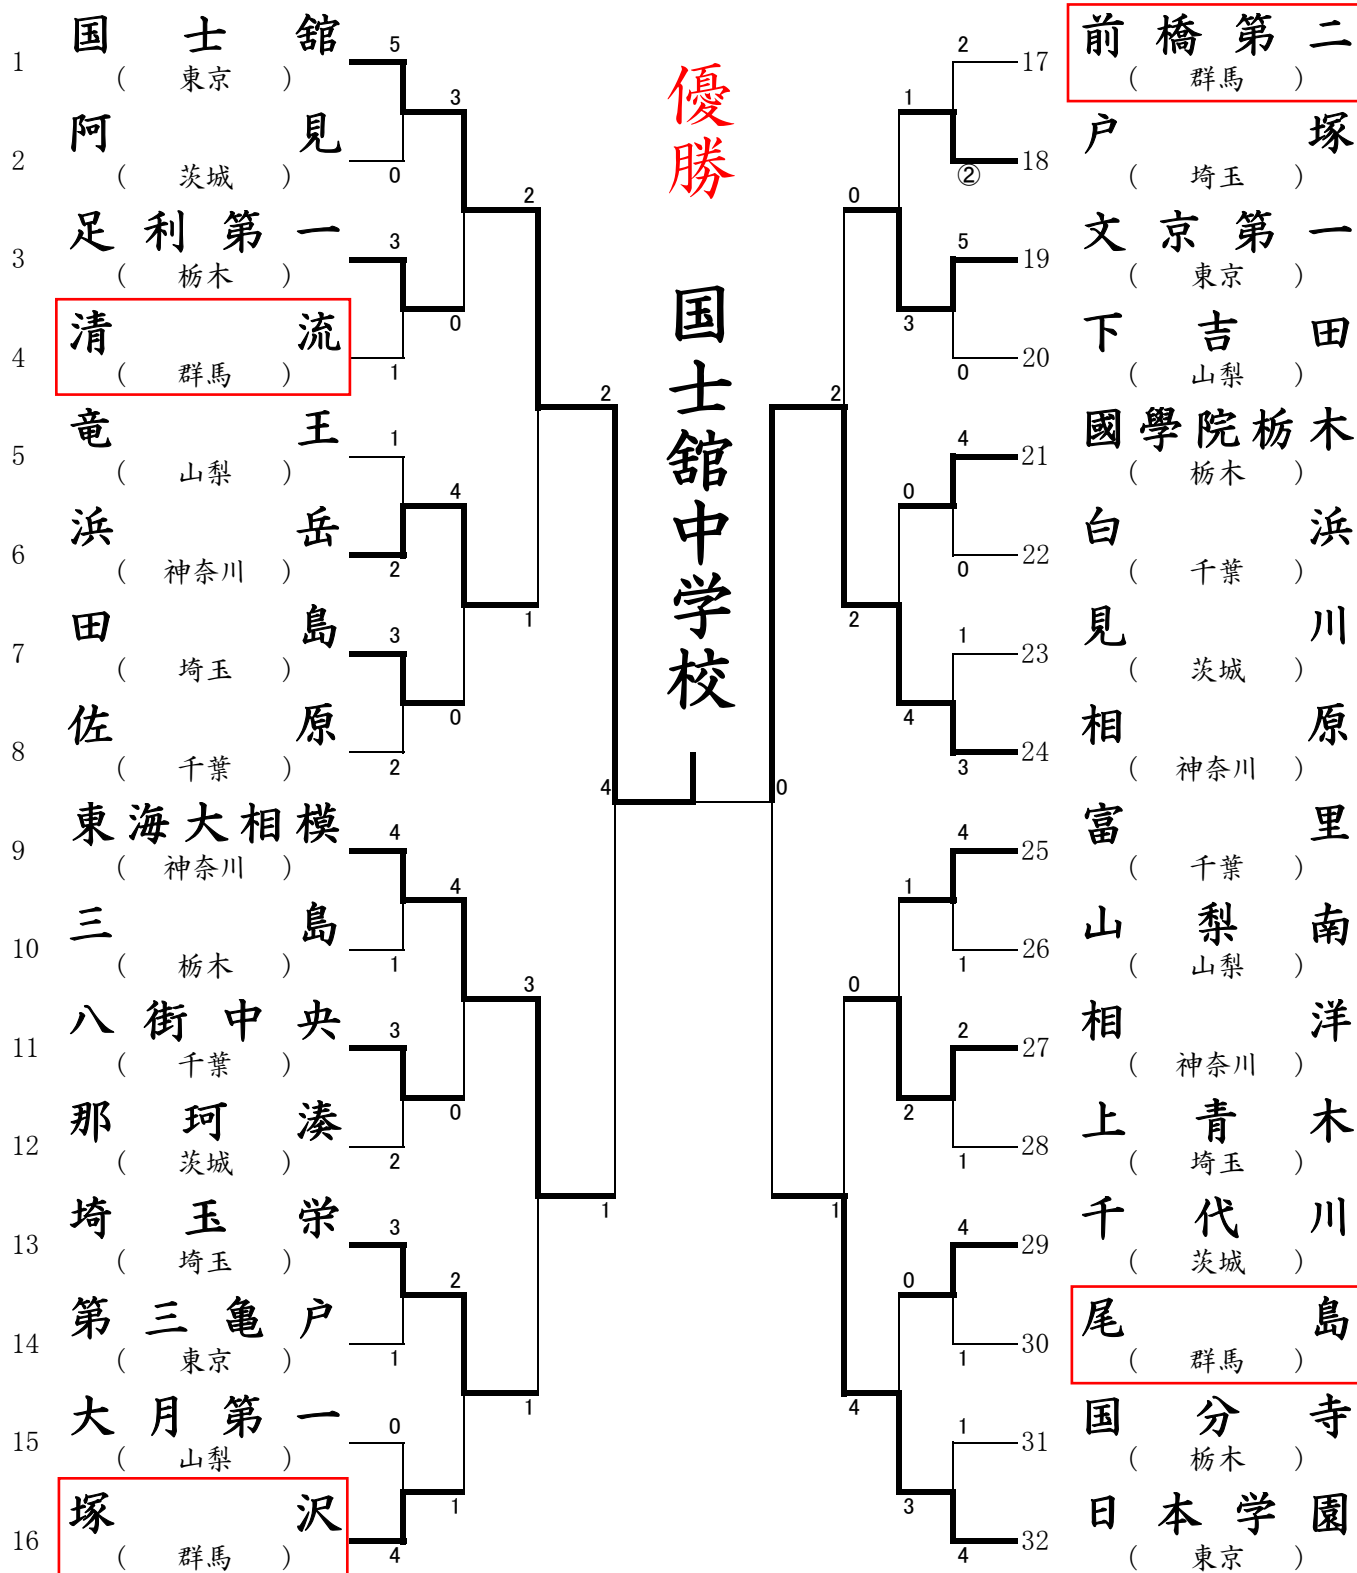 1 国士舘 5
(東京)
3
2 阿見
(茨城) 0
2
3 足利第一 3
(栃木)
0
4 清流
(群馬) 1
2
5 竜王 1
(山梨)
4
6 浜岳
(神奈川) 2
1
7 田島 3
(埼玉)
0
8 佐原
(千葉) 2
4
9 東海大相模 4
(神奈川)
4
10 三島
(栃木) 1
3
11 八街中央 3
(千葉)
0
12 那珂湊
(茨城) 2
1
13 埼玉栄 3
(埼玉)
2
14 第三亀戸
(東京) 1
1
15 大月第一 0
(山梨)
1
16 塚沢
(群馬) 4
優勝
国士舘中学校
2 17 前橋第二
(群馬)
1
18 戸塚
② (埼玉)
0
5 19 文京第一
(東京)
3
20 下吉田
0 (山梨)
2
4 21 國學院栃木
(栃木)
0
22 白浜
0 (千葉)
2
1 23 見川
(茨城)
4
24 相原
3 (神奈川)
0
4 25 富里
(千葉)
1
26 山梨南
1 (山梨)
0
2 27 相洋
(神奈川)
2
28 上青木
1 (埼玉)
1
4 29 千代川
(茨城)
0
30 尾島
1 (群馬)
4
1 31 国分寺
(栃木)
3
32 日本学園
4 (東京)